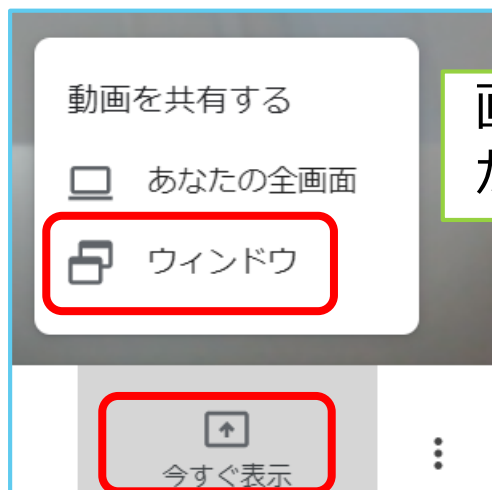 動画を共有する
あなたの全画面
ウィンドウ
今すぐ表示